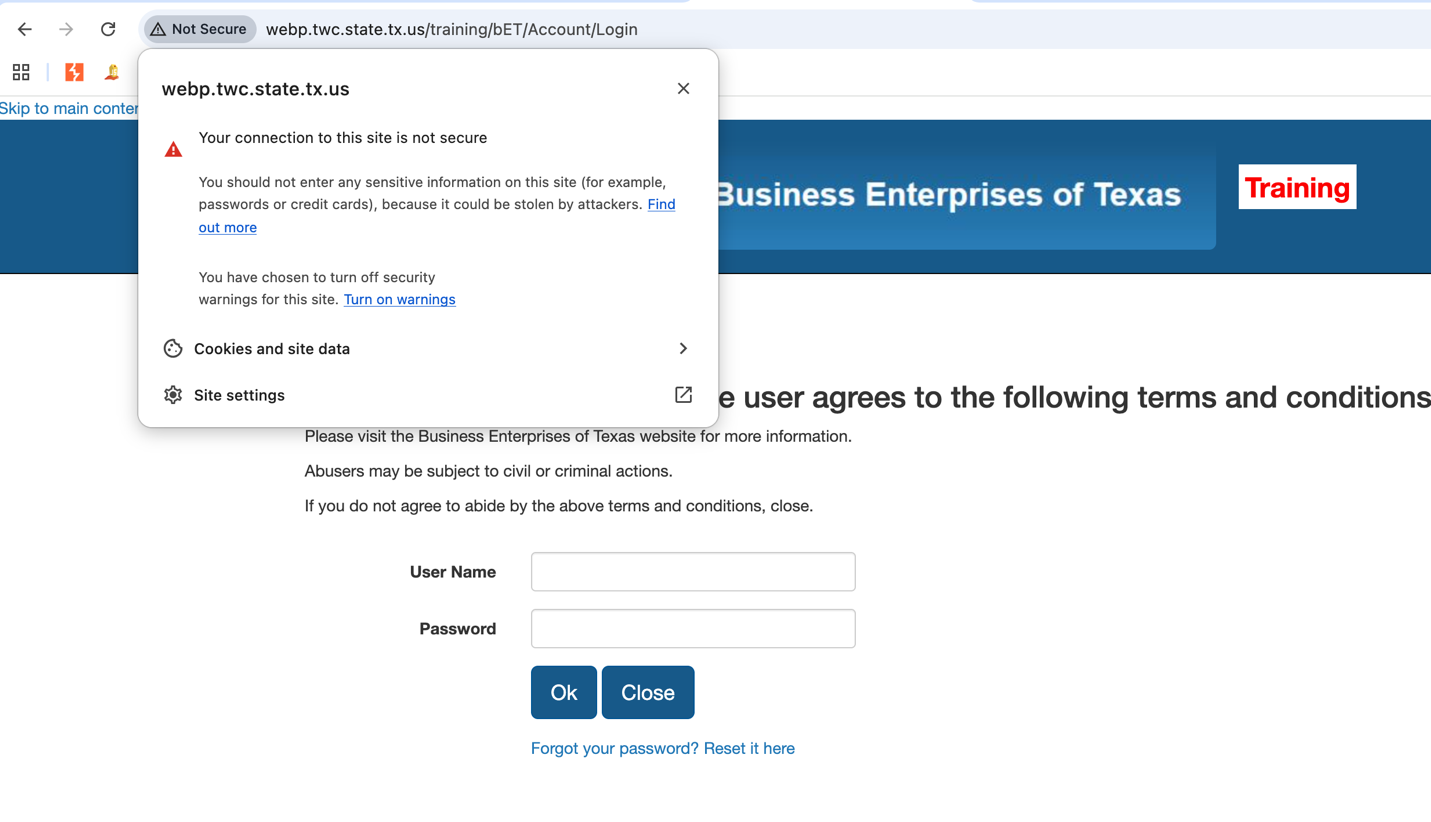 Not Secure webp.twc.state.tx.us/training/bET/Account/Login
webp.twc.state.tx.us
Skip to main conten
Your connection to this site is not secure
You should not enter any sensitive information on this site (for example,
passwords or credit cards), because it could be stolen by attackers. Find
out more
You have chosen to turn off security
warnings for this site. Turn on warnings
Cookies and site data
Site settings
Business Enterprises of Texas
Training
e user agrees to the following terms and conditions
Please visit the Business Enterprises of Texas website for more information.
Abusers may be subject to civil or criminal actions.
If you do not agree to abide by the above terms and conditions, close.
User Name
Password
Ok Close
Forgot your password? Reset it here